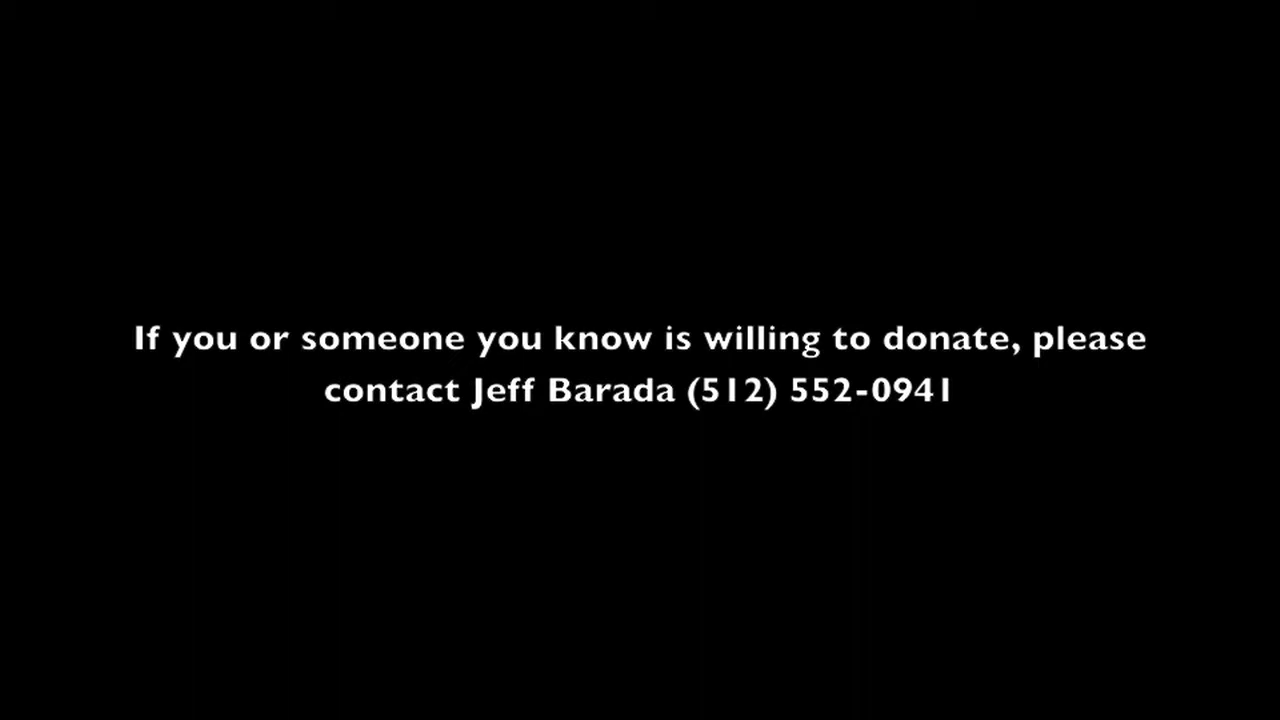 If you or someone you know is willing to donate, please
contact Jeff Barada (512) 552-0941